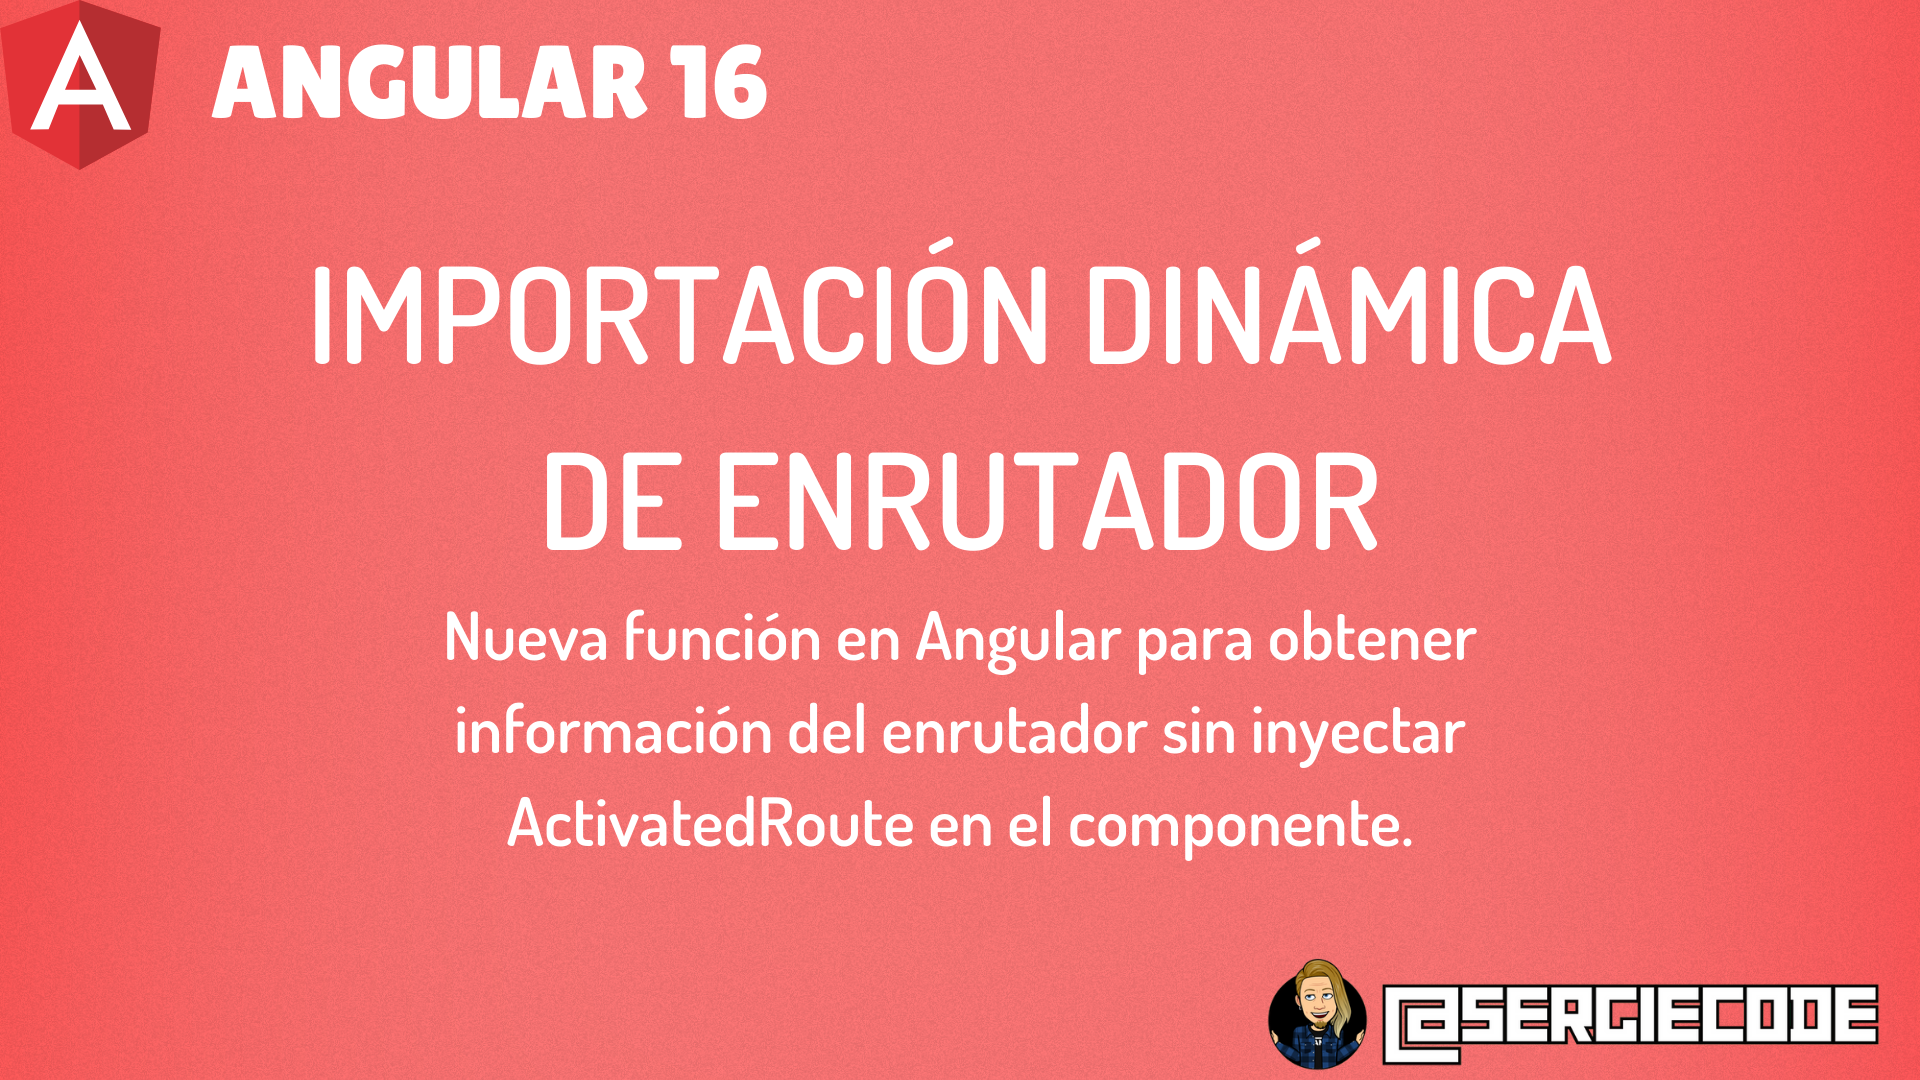 ANGULAR 16
IMPORTACIÓN DINÁMICA
DE ENRUTADOR
Nueva función en Angular para obtener
información del enrutador sin inyectar
ActivatedRoute en el componente.
@SERGIECODE